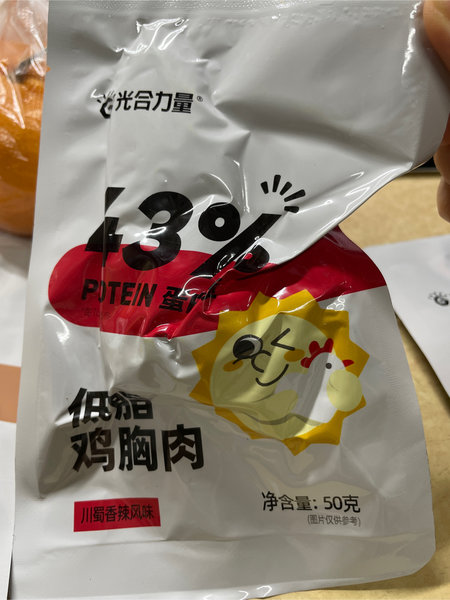 光合力量®
43%
POTEIN 蛋
低脂
鸡胸肉
川蜀香辣风味
净含量: 50克
(图片仅供参考)